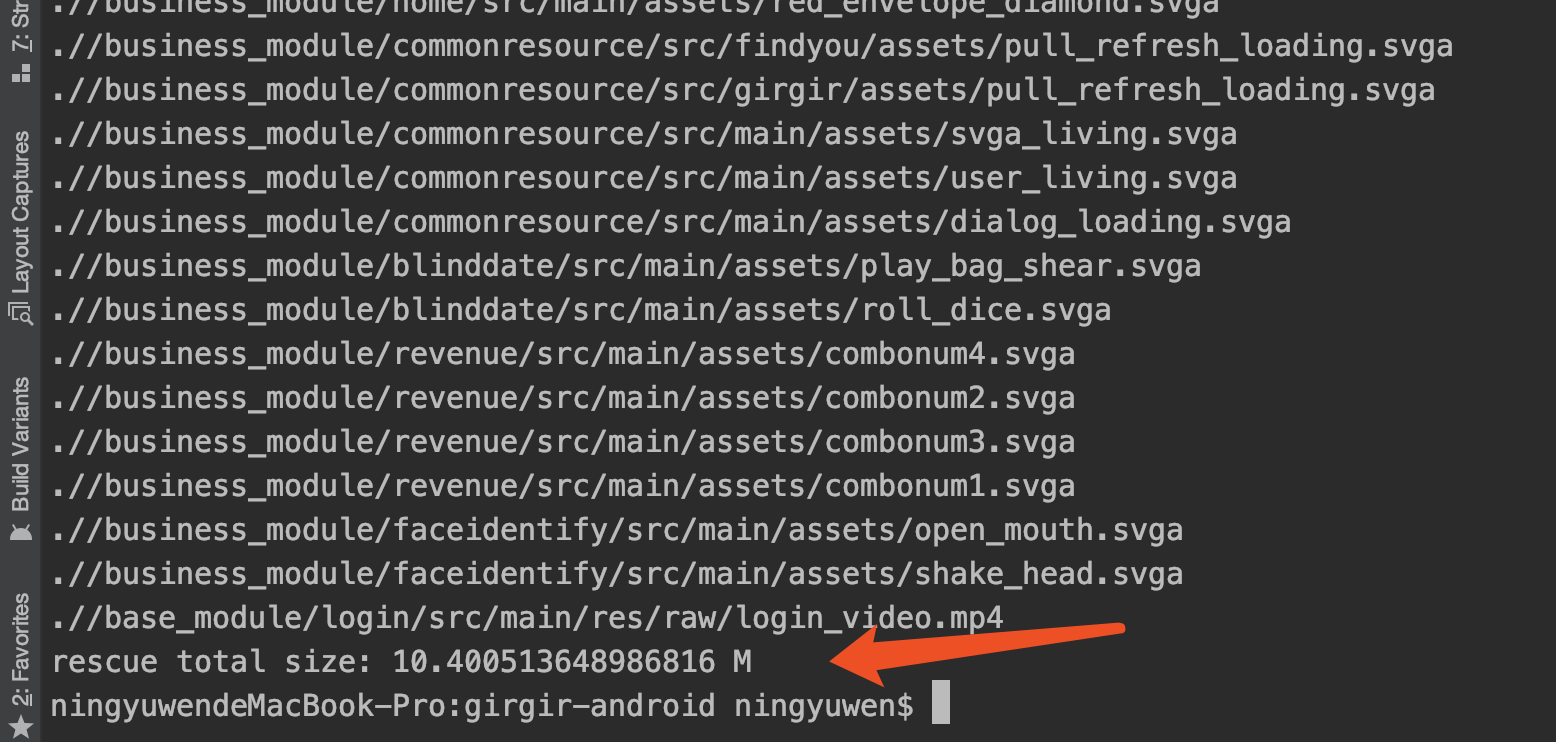 .//business_module/home/src/main/assets/red_envelope_diamond.svga
.//business_module/commonresource/src/findyou/assets/pull_refresh_loading.svga
.//business_module/commonresource/src/girgir/assets/pull_refresh_loading.svga
.//business_module/commonresource/src/main/assets/svga_living.svga
.//business_module/commonresource/src/main/assets/user_living.svga
.//business_module/commonresource/src/main/assets/dialog_loading.svga
.//business_module/blinddate/src/main/assets/play_bag_shear.svga
.//business_module/blinddate/src/main/assets/roll_dice.svga
.//business_module/revenue/src/main/assets/combonum4.svga
.//business_module/revenue/src/main/assets/combonum2.svga
.//business_module/revenue/src/main/assets/combonum3.svga
.//business_module/revenue/src/main/assets/combonum1.svga
.//business_module/faceidentify/src/main/assets/open_mouth.svga
.//business_module/faceidentify/src/main/assets/shake_head.svga
.//base_module/login/src/main/res/raw/login_video.mp4
rescue total size: 10.400513648986816 M
ningyuwendeMacBook-Pro:girgir-android ningyuwen$
7: Str
Layout Captures
Build Variants
2: Favorites